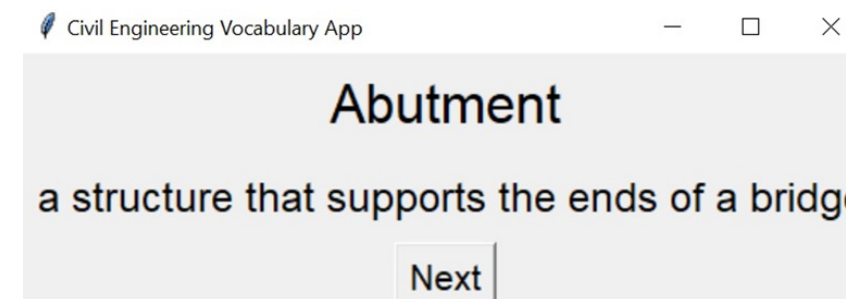 Civil Engineering Vocabulary App
Abutment
a structure that supports the ends of a bridg
Next